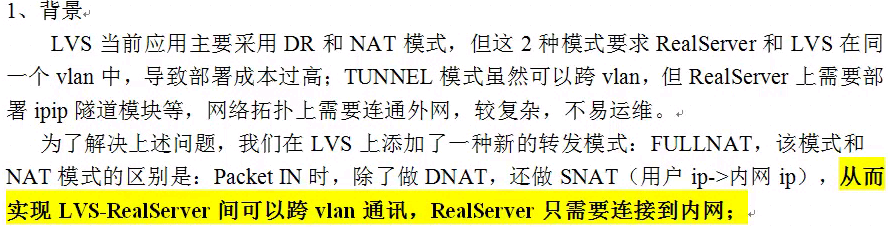 1、背景
LVS 当前应用主要采用 DR 和 NAT 模式，但这 2 种模式要求 RealServer 和 LVS 在同
一个 vlan 中，导致部署成本过高；TUNNEL 模式虽然可以跨 vlan，但 RealServer 上需要部
署 ipip 隧道模块等，网络拓扑上需要连通外网，较复杂，不易运维。
为了解决上述问题，我们在 LVS 上添加了一种新的转发模式：FULLNAT，该模式和
NAT 模式的区别是：Packet IN 时，除了做 DNAT，还做 SNAT（用户 ip->内网 ip），从而
实现 LVS-RealServer 间可以跨 vlan 通讯，RealServer 只需要连接到内网；